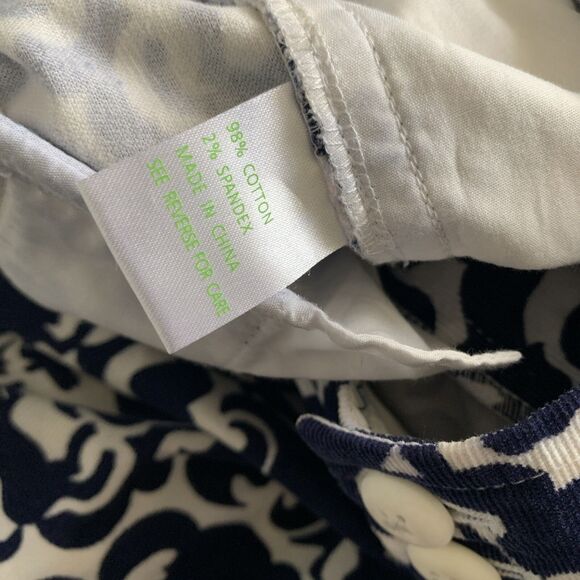 98% COTTON
2% SPANDEX
MADE IN CHINA
SEE REVERSE FOR CARE